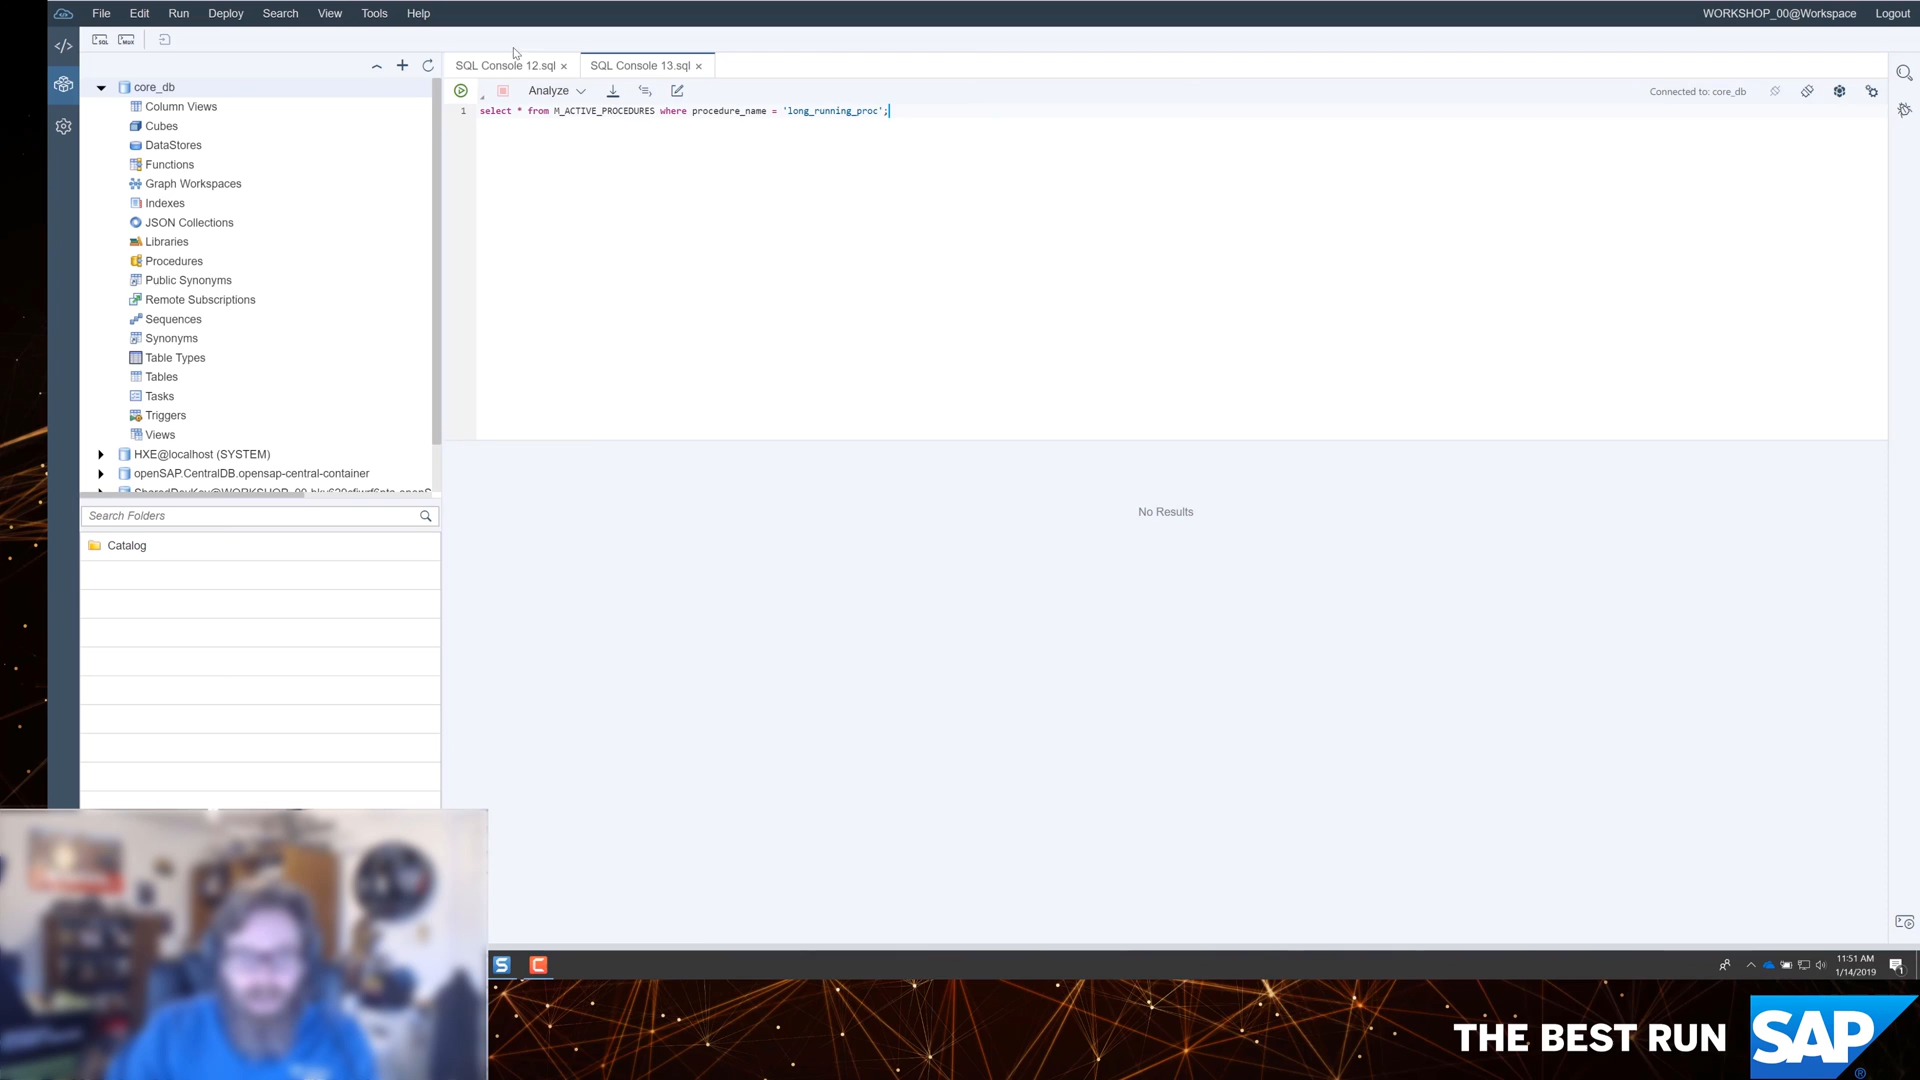 File Edit Run Deploy Search View Tools Help
WORKSHOP_00@Workspace Logout
SQL Console 12.sql × SQL Console 13.sql ×
core_db
Column Views
Cubes
DataStores
Functions
Graph Workspaces
Indexes
JSON Collections
Libraries
Procedures
Public Synonyms
Remote Subscriptions
Sequences
Synonyms
Table Types
Tables
Tasks
Triggers
Views
HXE@localhost (SYSTEM)
openSAP.CentralDB.opensap-central-container
Search Folders
Catalog
Analyze
Connected to: core_db
1 select * from M_ACTIVE_PROCEDURES where procedure_name = 'long_running_proc';
No Results
11:51 AM
1/14/2019
THE BEST RUN SAP